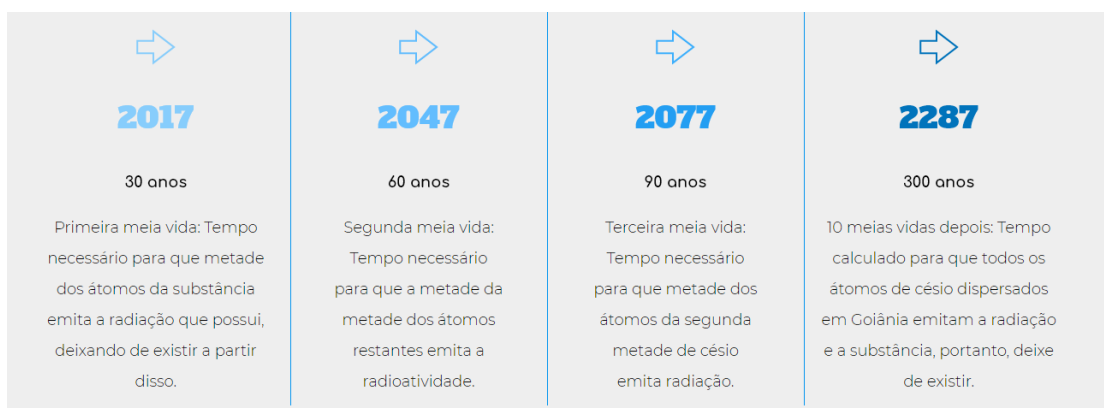 2017
30 anos
Primeira meia vida: Tempo
necessário para que metade
dos átomos da substância
emita a radiação que possui,
deixando de existir a partir
disso.
2047
60 anos
Segunda meia vida:
Tempo necessário
para que a metade da
metade dos átomos
restantes emita a
radioatividade.
2077
90 anos
Terceira meia vida:
Tempo necessário
para que metade dos
átomos da segunda
metade de césio
emita radiação.
2287
300 anos
10 meias vidas depois: Tempo
calculado para que todos os
átomos de césio dispersados
em Goiânia emitam a radiação
e a substância, portanto, deixe
de existir.